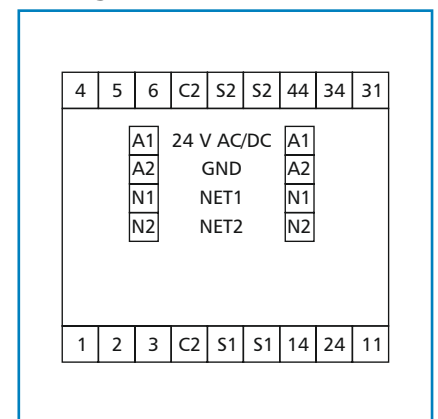 4 5 6 C2 S2 S2 44 34 31
A1 24 V AC/DC A1
A2 GND A2
N1 NET1 N1
N2 NET2 N2
1 2 3 C2 S1 S1 14 24 11